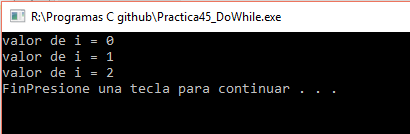 R:\Programas C github\Practica45_DoWhile.exe
valor de i = 0
valor de i = 1
valor de i = 2
FinPresione una tecla para continuar . . .